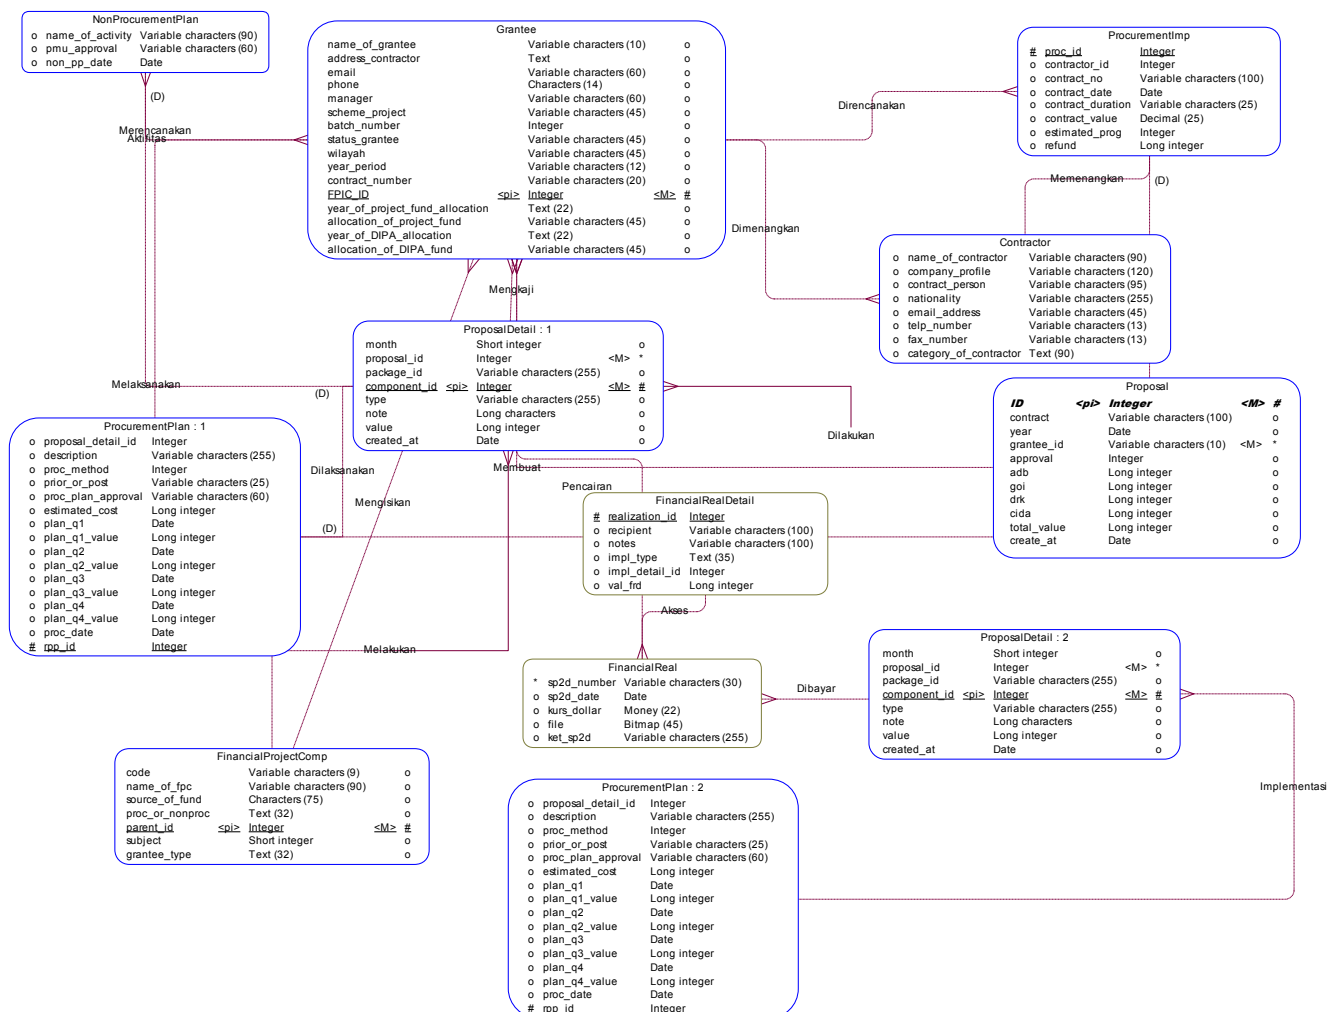 NonProcurementPlan
o name_of_activity Variable characters (90)
o pmu_approval Variable characters (60)
o non_pp_date Date
Grantee
name_of_grantee Variable characters (10) o
address_contractor Text o
email Variable characters (60) o
phone Characters (14) o
manager Variable characters (60) o
scheme_project Variable characters (45) o
batch_number Integer o
status_grantee Variable characters (45) o
wilayah Variable characters (45) o
year_period Variable characters (12) o
contract_number Variable characters (20) o
FPIC_ID <pi> Integer <M> #
year_of_project_fund_allocation Text (22) o
allocation_of_project_fund Variable characters (45) o
year_of_DIPA_allocation Text (22) o
allocation_of_DIPA_fund Variable characters (45) o
ProcurementImp
# proc_id Integer
o contractor_id Integer
o contract_no Variable characters (100)
o contract_date Date
o contract_duration Variable characters (25)
o contract_value Decimal (25)
o estimated_prog Integer
o refund Long integer
(D)
Merencanakan
Aktifitas
Direncanakan
Memenangkan
(D)
Dimenangkan
Contractor
o name_of_contractor Variable characters (90)
o company_profile Variable characters (120)
o contract_person Variable characters (95)
o nationality Variable characters (255)
o email_address Variable characters (45)
o telp_number Variable characters (13)
o fax_number Variable characters (13)
o category_of_contractor Text (90)
Mengkaji
ProposalDetail : 1
month Short integer o
proposal_id Integer <M> *
package_id Variable characters (255) o
component_id <pi> Integer <M> #
type Variable characters (255) o
note Long characters o
value Long integer o
created_at Date o
Melaksanakan
(D)
Dilakukan
Proposal
ID <pi> Integer <M> #
contract Variable characters (100) o
year Date o
grantee_id Variable characters (10) <M> *
approval Integer o
adb Long integer o
goi Long integer o
drk Long integer o
cida Long integer o
total_value Long integer o
create_at Date o
ProcurementPlan : 1
o proposal_detail_id Integer
o description Variable characters (255)
o proc_method Integer
o prior_or_post Variable characters (25)
o proc_plan_approval Variable characters (60)
o estimated_cost Long integer
o plan_q1 Date
o plan_q1_value Long integer
o plan_q2 Date
o plan_q2_value Long integer
o plan_q3 Date
o plan_q3_value Long integer
o plan_q4 Date
o plan_q4_value Long integer
o proc_date Date
# rpp_id Integer
Dilaksanakan
Membuat
Mengisikan
Pencairan
(D)
FinancialRealDetail
# realization_id Integer
o recipient Variable characters (100)
o notes Variable characters (100)
o impl_type Text (35)
o impl_detail_id Integer
o val_frd Long integer
Akses
Melakukan
FinancialReal
* sp2d_number Variable characters (30)
o sp2d_date Date
o kurs_dollar Money (22)
o file Bitmap (45)
o ket_sp2d Variable characters (255)
Dibayar
ProposalDetail : 2
month Short integer o
proposal_id Integer <M> *
package_id Variable characters (255) o
component_id <pi> Integer <M> #
type Variable characters (255) o
note Long characters o
value Long integer o
created_at Date o
FinancialProjectComp
code Variable characters (9) o
name_of_fpc Variable characters (90) o
source_of_fund Characters (75) o
proc_or_nonproc Text (32) o
parent_id <pi> Integer <M> #
subject Short integer o
grantee_type Text (32) o
Implementasi
ProcurementPlan : 2
o proposal_detail_id Integer
o description Variable characters (255)
o proc_method Integer
o prior_or_post Variable characters (25)
o proc_plan_approval Variable characters (60)
o estimated_cost Long integer
o plan_q1 Date
o plan_q1_value Long integer
o plan_q2 Date
o plan_q2_value Long integer
o plan_q3 Date
o plan_q3_value Long integer
o plan_q4 Date
o plan_q4_value Long integer
o proc_date Date
# rpp_id Integer